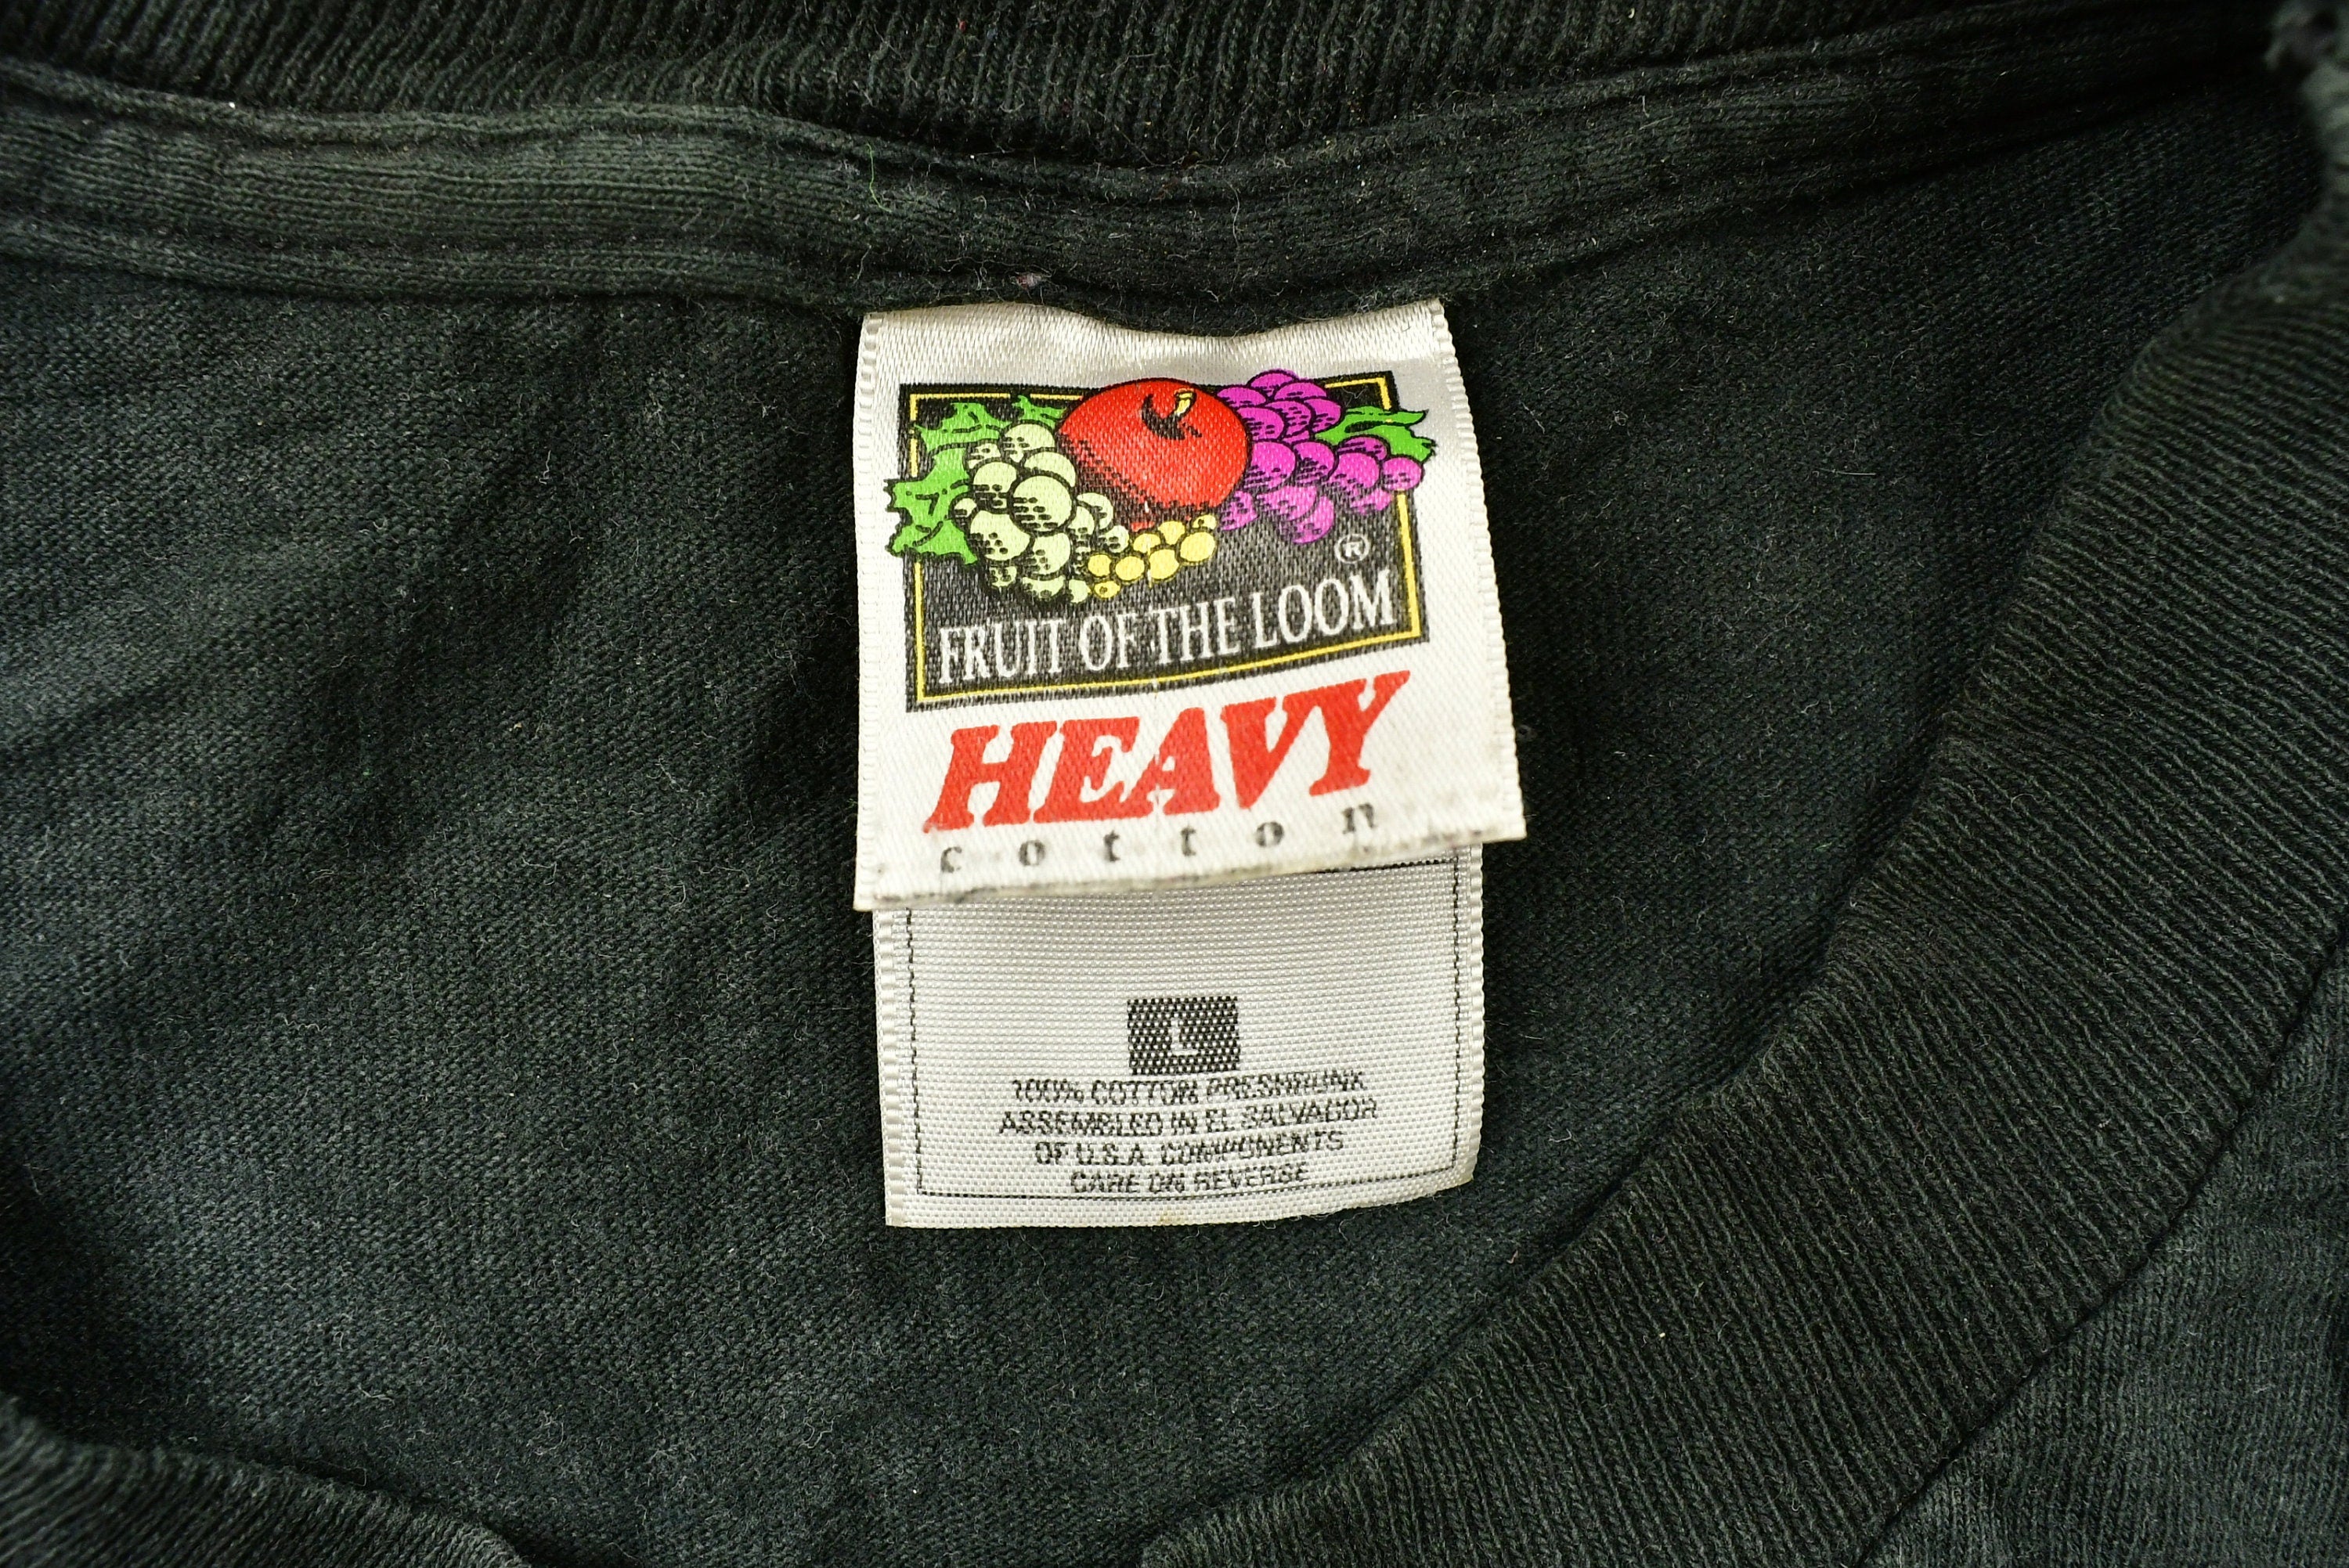 ®
FRUIT OF THE LOOM
HEAVY
cotton
L
100% COTTON PRESHRUNK
ASSEMBLED IN EL SALVADOR
OF U.S.A. COMPONENTS
CARE ON REVERSE